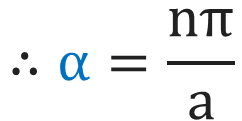 ∴ α = nπ/a